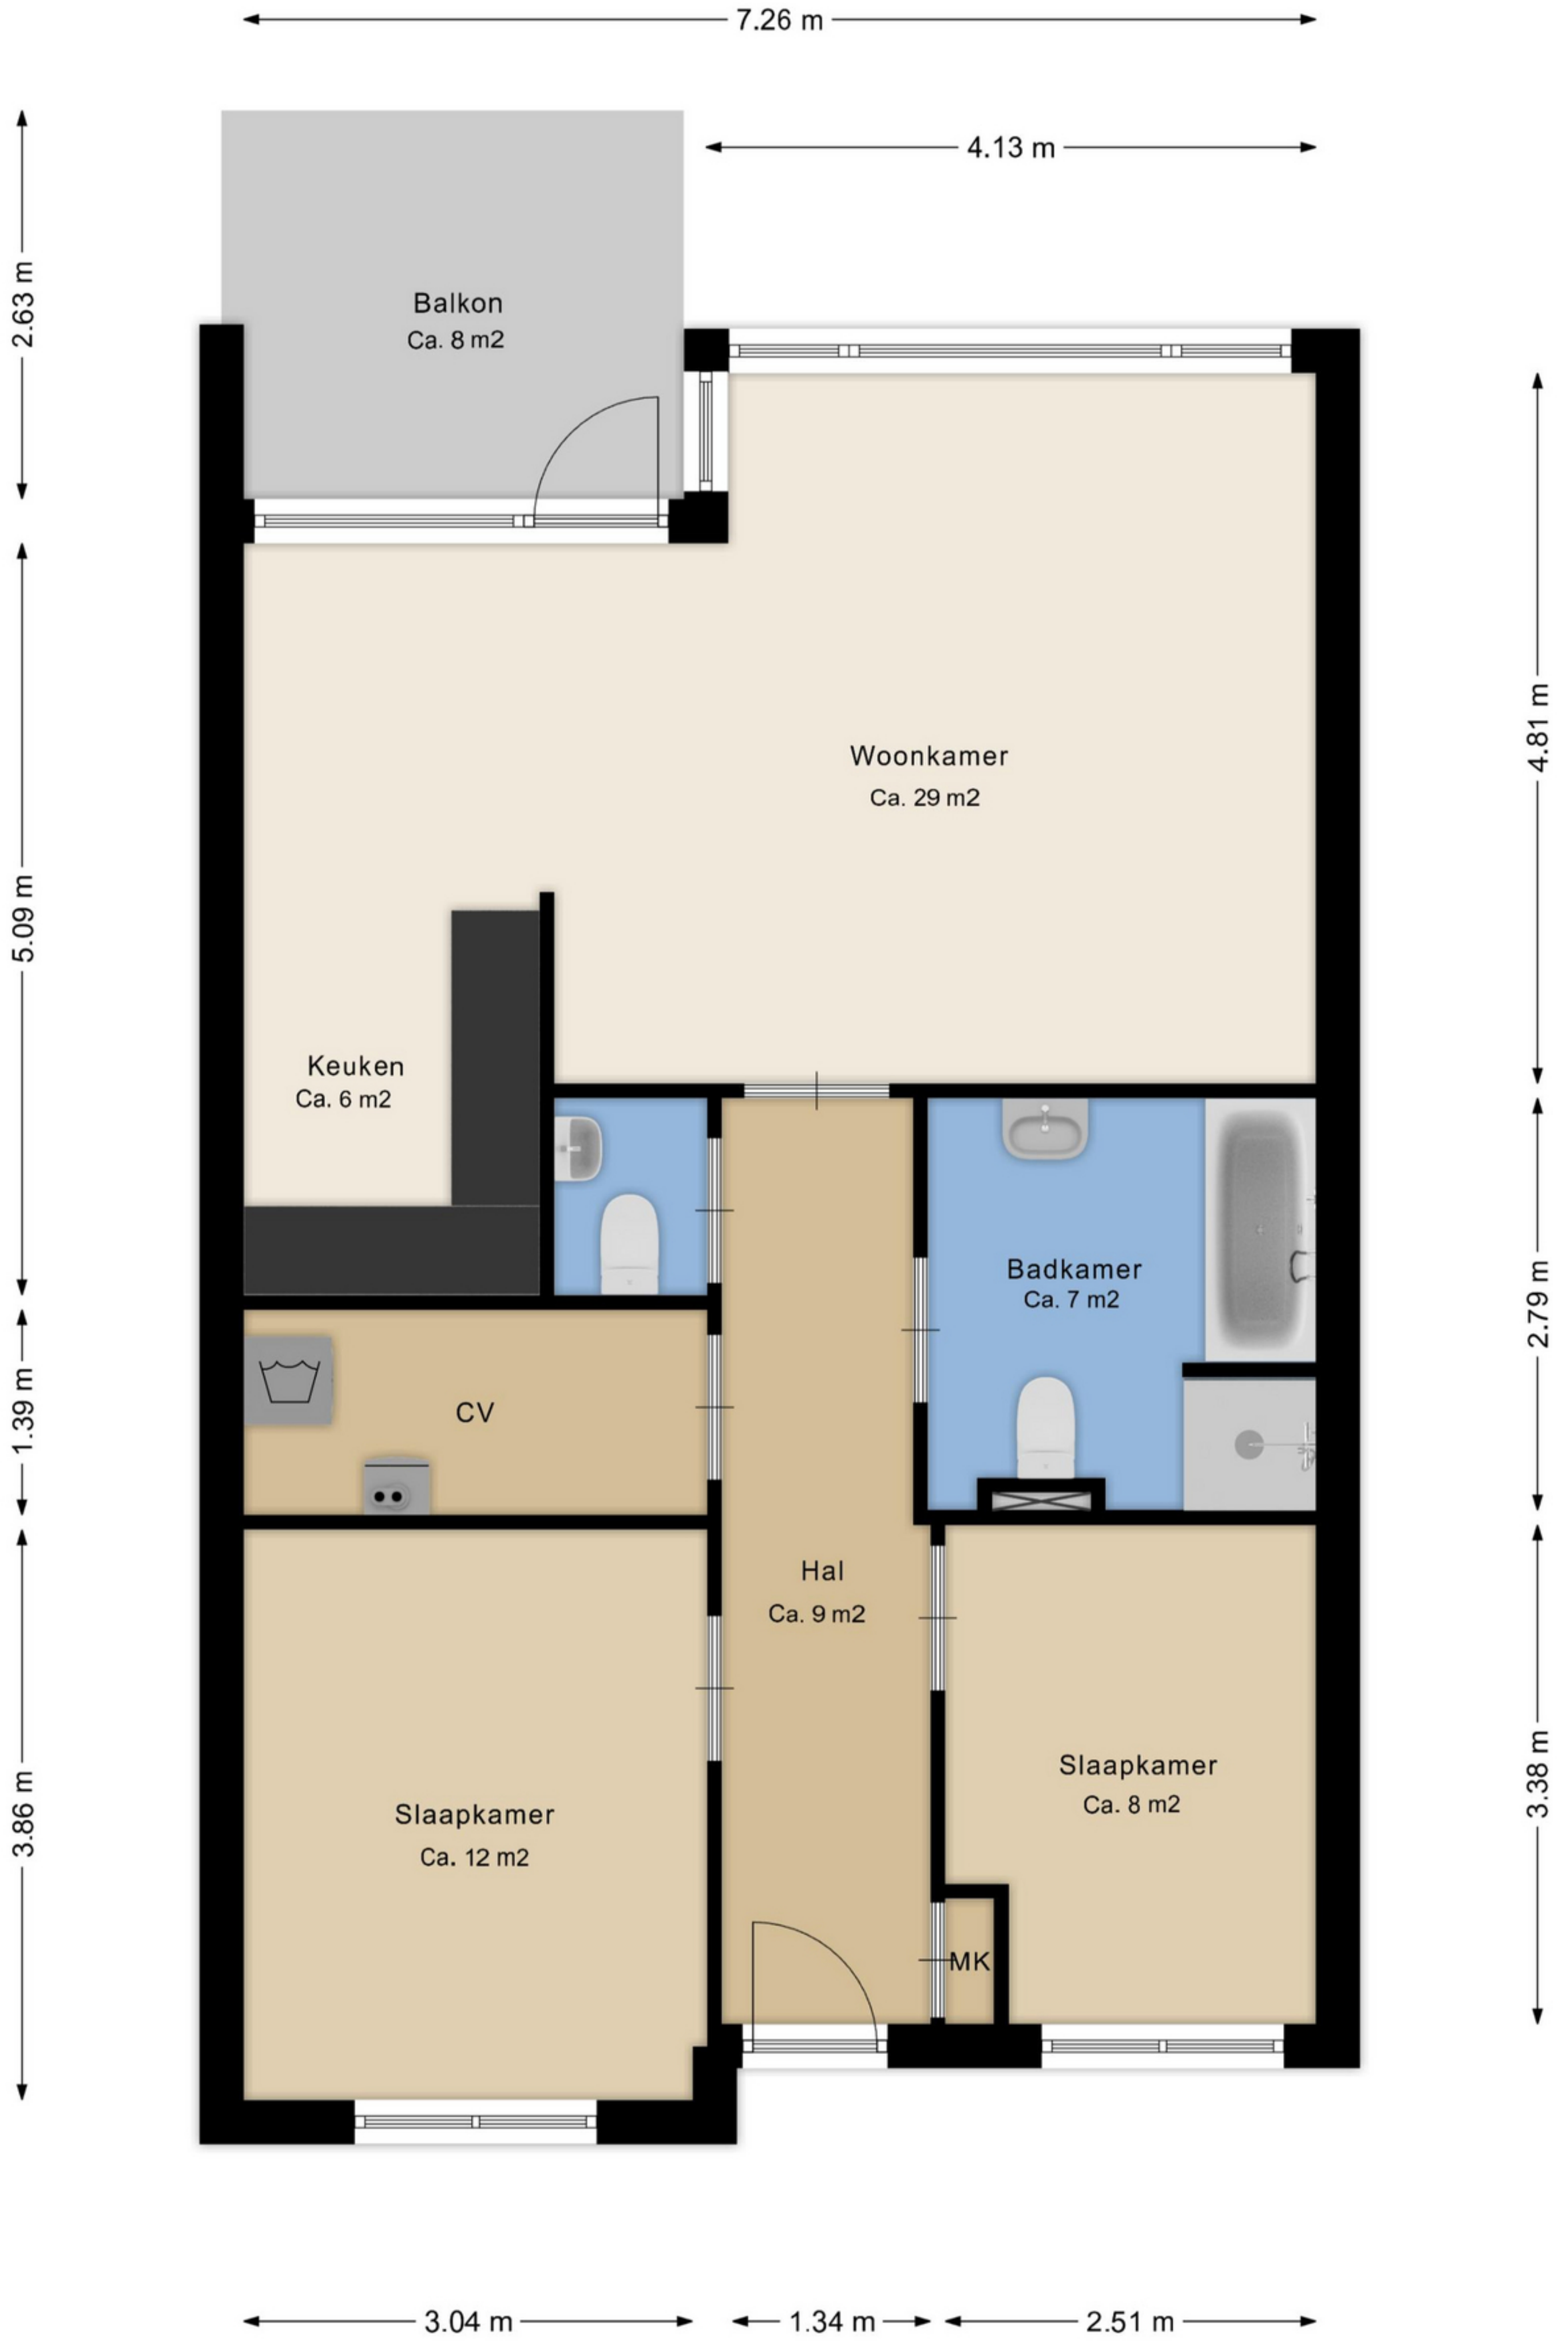 7.26 m
4.13 m
2.63 m
Balkon
Ca. 8 m2
4.81 m
Woonkamer
Ca. 29 m2
5.09 m
Keuken
Ca. 6 m2
Badkamer
Ca. 7 m2
2.79 m
1.39 m
CV
Hal
Ca. 9 m2
Slaapkamer
Ca. 8 m2
3.38 m
3.86 m
Slaapkamer
Ca. 12 m2
MK
3.04 m
1.34 m
2.51 m